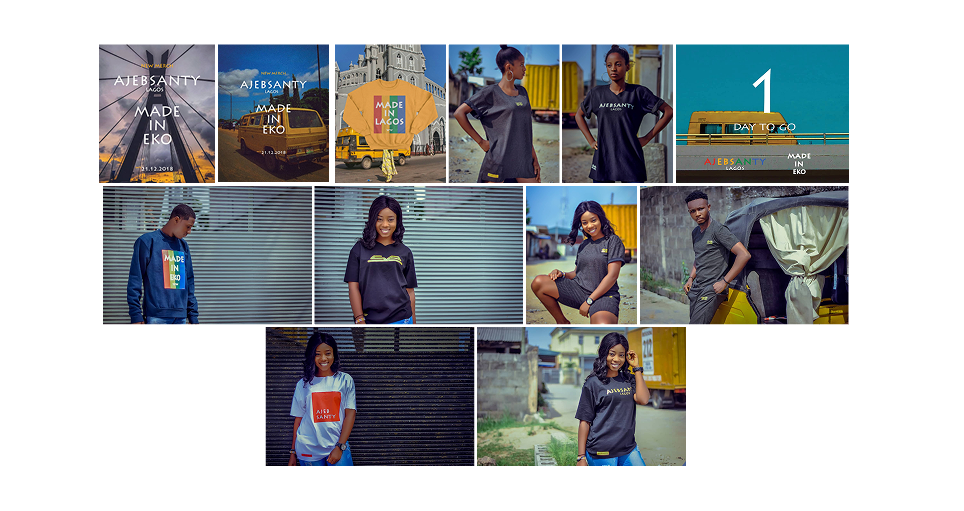 NEW MERCH
AJEBSANTY
LAGOS
MADE
IN
EKO
21.12.2018
NEW MERCH
AJEBSANTY
LAGOS
MADE
IN
EKO
21.12.2018
MADE
IN
LAGOS
AJEBSANTY
1
DAY TO GO
AJEBSANTY
LAGOS
MADE
IN
EKO
MADE
IN
EKO
AJEB
SANTY
AJEBSANTY
LAGOS